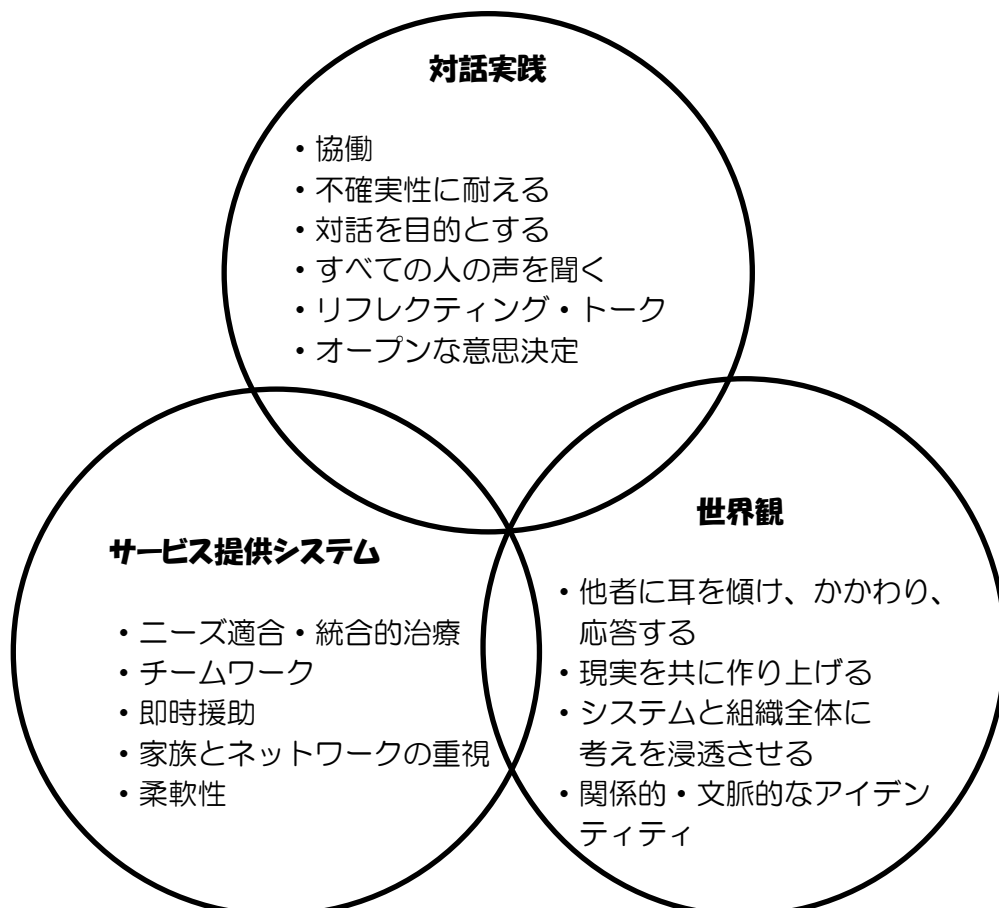 対話実践
・協働
・不確実性に耐える
・対話を目的とする
・すべての人の声を聞く
・リフレクティング・トーク
・オープンな意思決定
サービス提供システム
・ニーズ適合・統合的治療
・チームワーク
・即時援助
・家族とネットワークの重視
・柔軟性
世界観
・他者に耳を傾け、かかわり、
応答する
・現実を共に作り上げる
・システムと組織全体に
考えを浸透させる
・関係的・文脈的なアイデン
ティティ